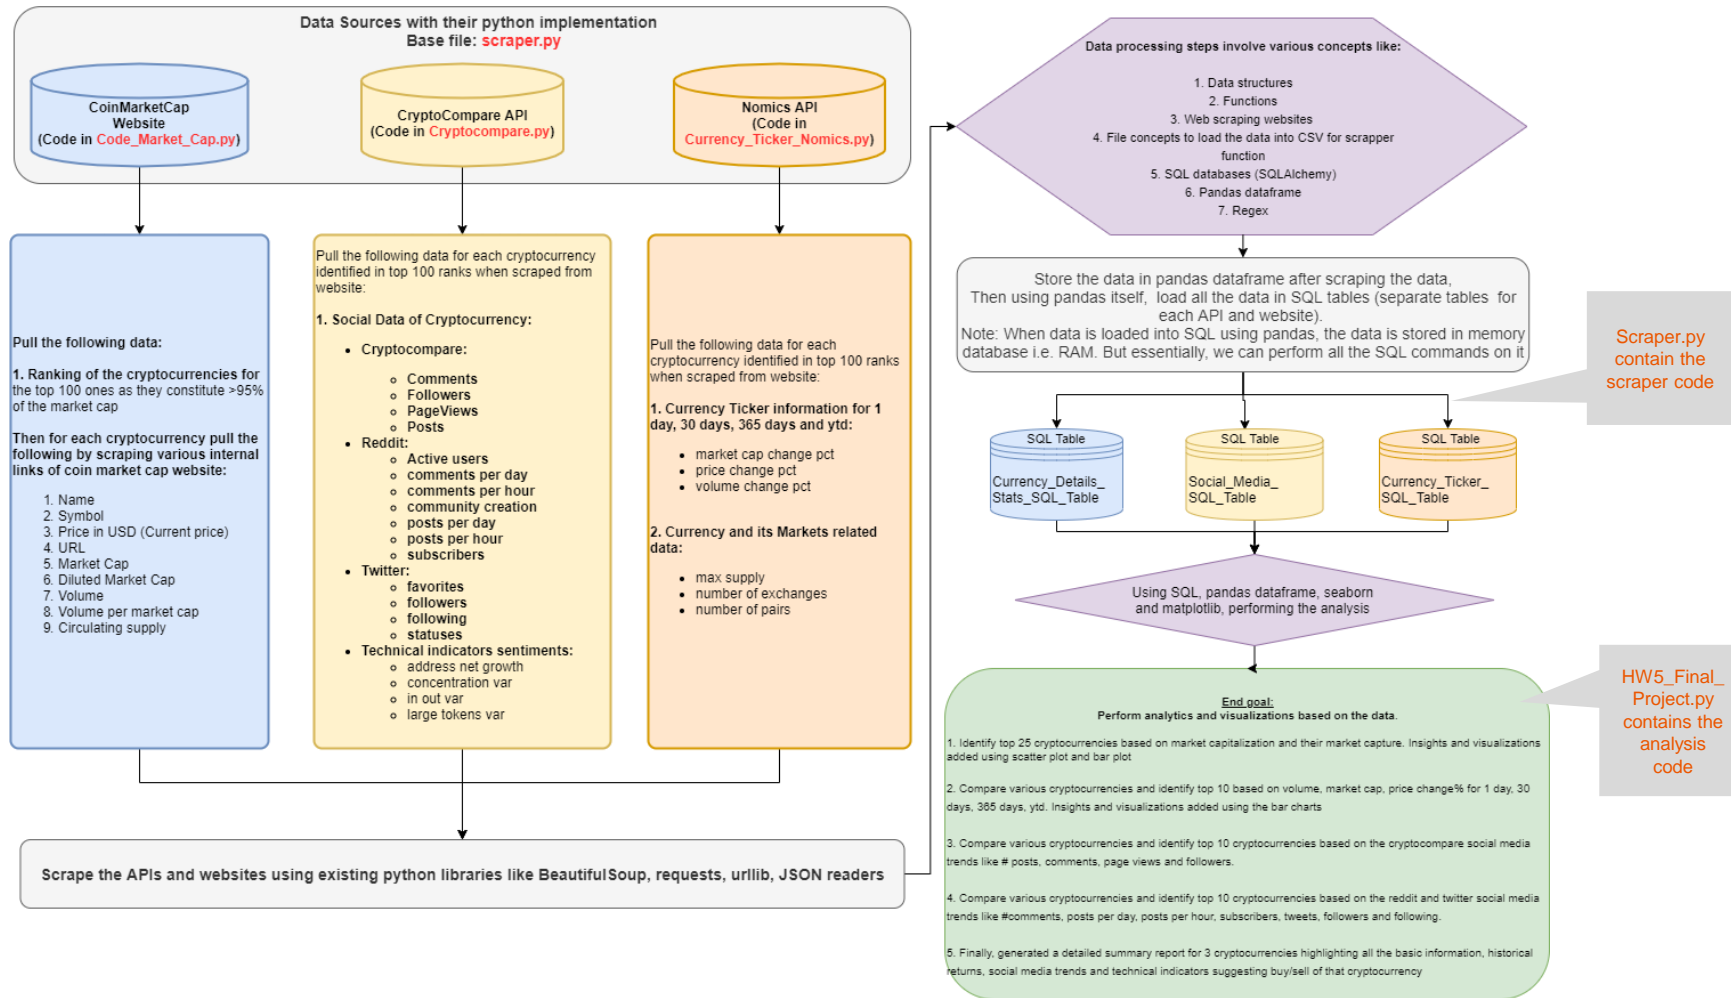 Data Sources with their python implementation
Base file: scraper.py
CoinMarketCap
Website
(Code in Code_Market_Cap.py)
CryptoCompare API
(Code in Cryptocompare.py)
Nomics API
(Code in
Currency_Ticker_Nomics.py)
Pull the following data:
1. Ranking of the cryptocurrencies for
the top 100 ones as they constitute >95%
of the market cap
Then for each cryptocurrency pull the
following by scraping various internal
links of coin market cap website:
1. Name
2. Symbol
3. Price in USD (Current price)
4. URL
5. Market Cap
6. Diluted Market Cap
7. Volume
8. Volume per market cap
9. Circulating supply
Pull the following data for each cryptocurrency
identified in top 100 ranks when scraped from
website:
1. Social Data of Cryptocurrency:
• Cryptocompare:
◦ Comments
◦ Followers
◦ PageViews
◦ Posts
• Reddit:
◦ Active users
◦ comments per day
◦ comments per hour
◦ community creation
◦ posts per day
◦ posts per hour
◦ subscribers
• Twitter:
◦ favorites
◦ followers
◦ following
◦ statuses
• Technical indicators sentiments:
◦ address net growth
◦ concentration var
◦ in out var
◦ large tokens var
Pull the following data for each
cryptocurrency identified in top 100 ranks
when scraped from website:
1. Currency Ticker information for 1
day, 30 days, 365 days and ytd:
• market cap change pct
• price change pct
• volume change pct
2. Currency and its Markets related
data:
• max supply
• number of exchanges
• number of pairs
Scrape the APIs and websites using existing python libraries like BeautifulSoup, requests, urllib, JSON readers
Data processing steps involve various concepts like:
1. Data structures
2. Functions
3. Web scraping websites
4. File concepts to load the data into CSV for scrapper
function
5. SQL databases (SQLAlchemy)
6. Pandas dataframe
7. Regex
Store the data in pandas dataframe after scraping the data,
Then using pandas itself, load all the data in SQL tables (separate tables for
each API and website).
Note: When data is loaded into SQL using pandas, the data is stored in memory
database i.e. RAM. But essentially, we can perform all the SQL commands on it
Scraper.py
contain the
scraper code
SQL Table
Currency_Details_
Stats_SQL_Table
SQL Table
Social_Media_
SQL_Table
SQL Table
Currency_Ticker_
SQL_Table
Using SQL, pandas dataframe, seaborn
and matplotlib, performing the analysis
End goal:
Perform analytics and visualizations based on the data.
1. Identify top 25 cryptocurrencies based on market capitalization and their market capture. Insights and visualizations
added using scatter plot and bar plot
2. Compare various cryptocurrencies and identify top 10 based on volume, market cap, price change% for 1 day, 30
days, 365 days, ytd. Insights and visualizations added using the bar charts
3. Compare various cryptocurrencies and identify top 10 cryptocurrencies based on the cryptocompare social media
trends like # posts, comments, page views and followers.
4. Compare various cryptocurrencies and identify top 10 cryptocurrencies based on the reddit and twitter social media
trends like #comments, posts per day, posts per hour, subscribers, tweets, followers and following.
5. Finally, generated a detailed summary report for 3 cryptocurrencies highlighting all the basic information, historical
returns, social media trends and technical indicators suggesting buy/sell of that cryptocurrency
HW5_Final_
Project.py
contains the
analysis
code